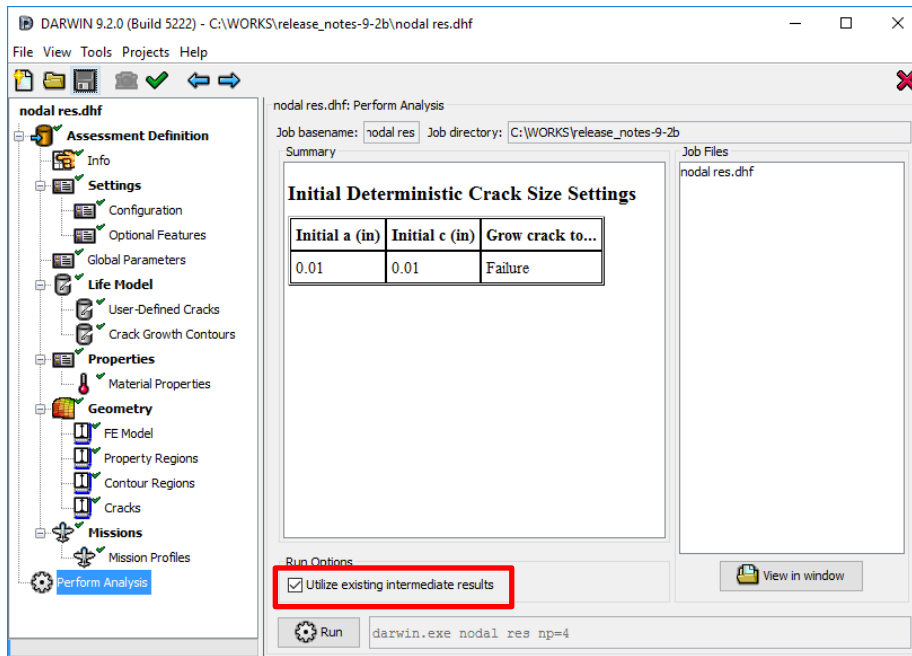 DARWIN 9.2.0 (Build 5222) - C:\WORKS\release_notes-9-2b\nodal res.dhf
File View Tools Projects Help
nodal res.dhf
Assessment Definition
Info
Settings
Configuration
Optional Features
Global Parameters
Life Model
User-Defined Cracks
Crack Growth Contours
Properties
Material Properties
Geometry
FE Model
Property Regions
Contour Regions
Cracks
Missions
Mission Profiles
Perform Analysis
nodal res.dhf: Perform Analysis
Job basename: nodal res Job directory: C:\WORKS\release_notes-9-2b
Summary
Initial Deterministic Crack Size Settings
Initial a (in) Initial c (in) Grow crack to...
0.01 0.01 Failure
Run Options
Utilize existing intermediate results
Run darwin.exe nodal res np=4
Job Files
nodal res.dhf
View in window